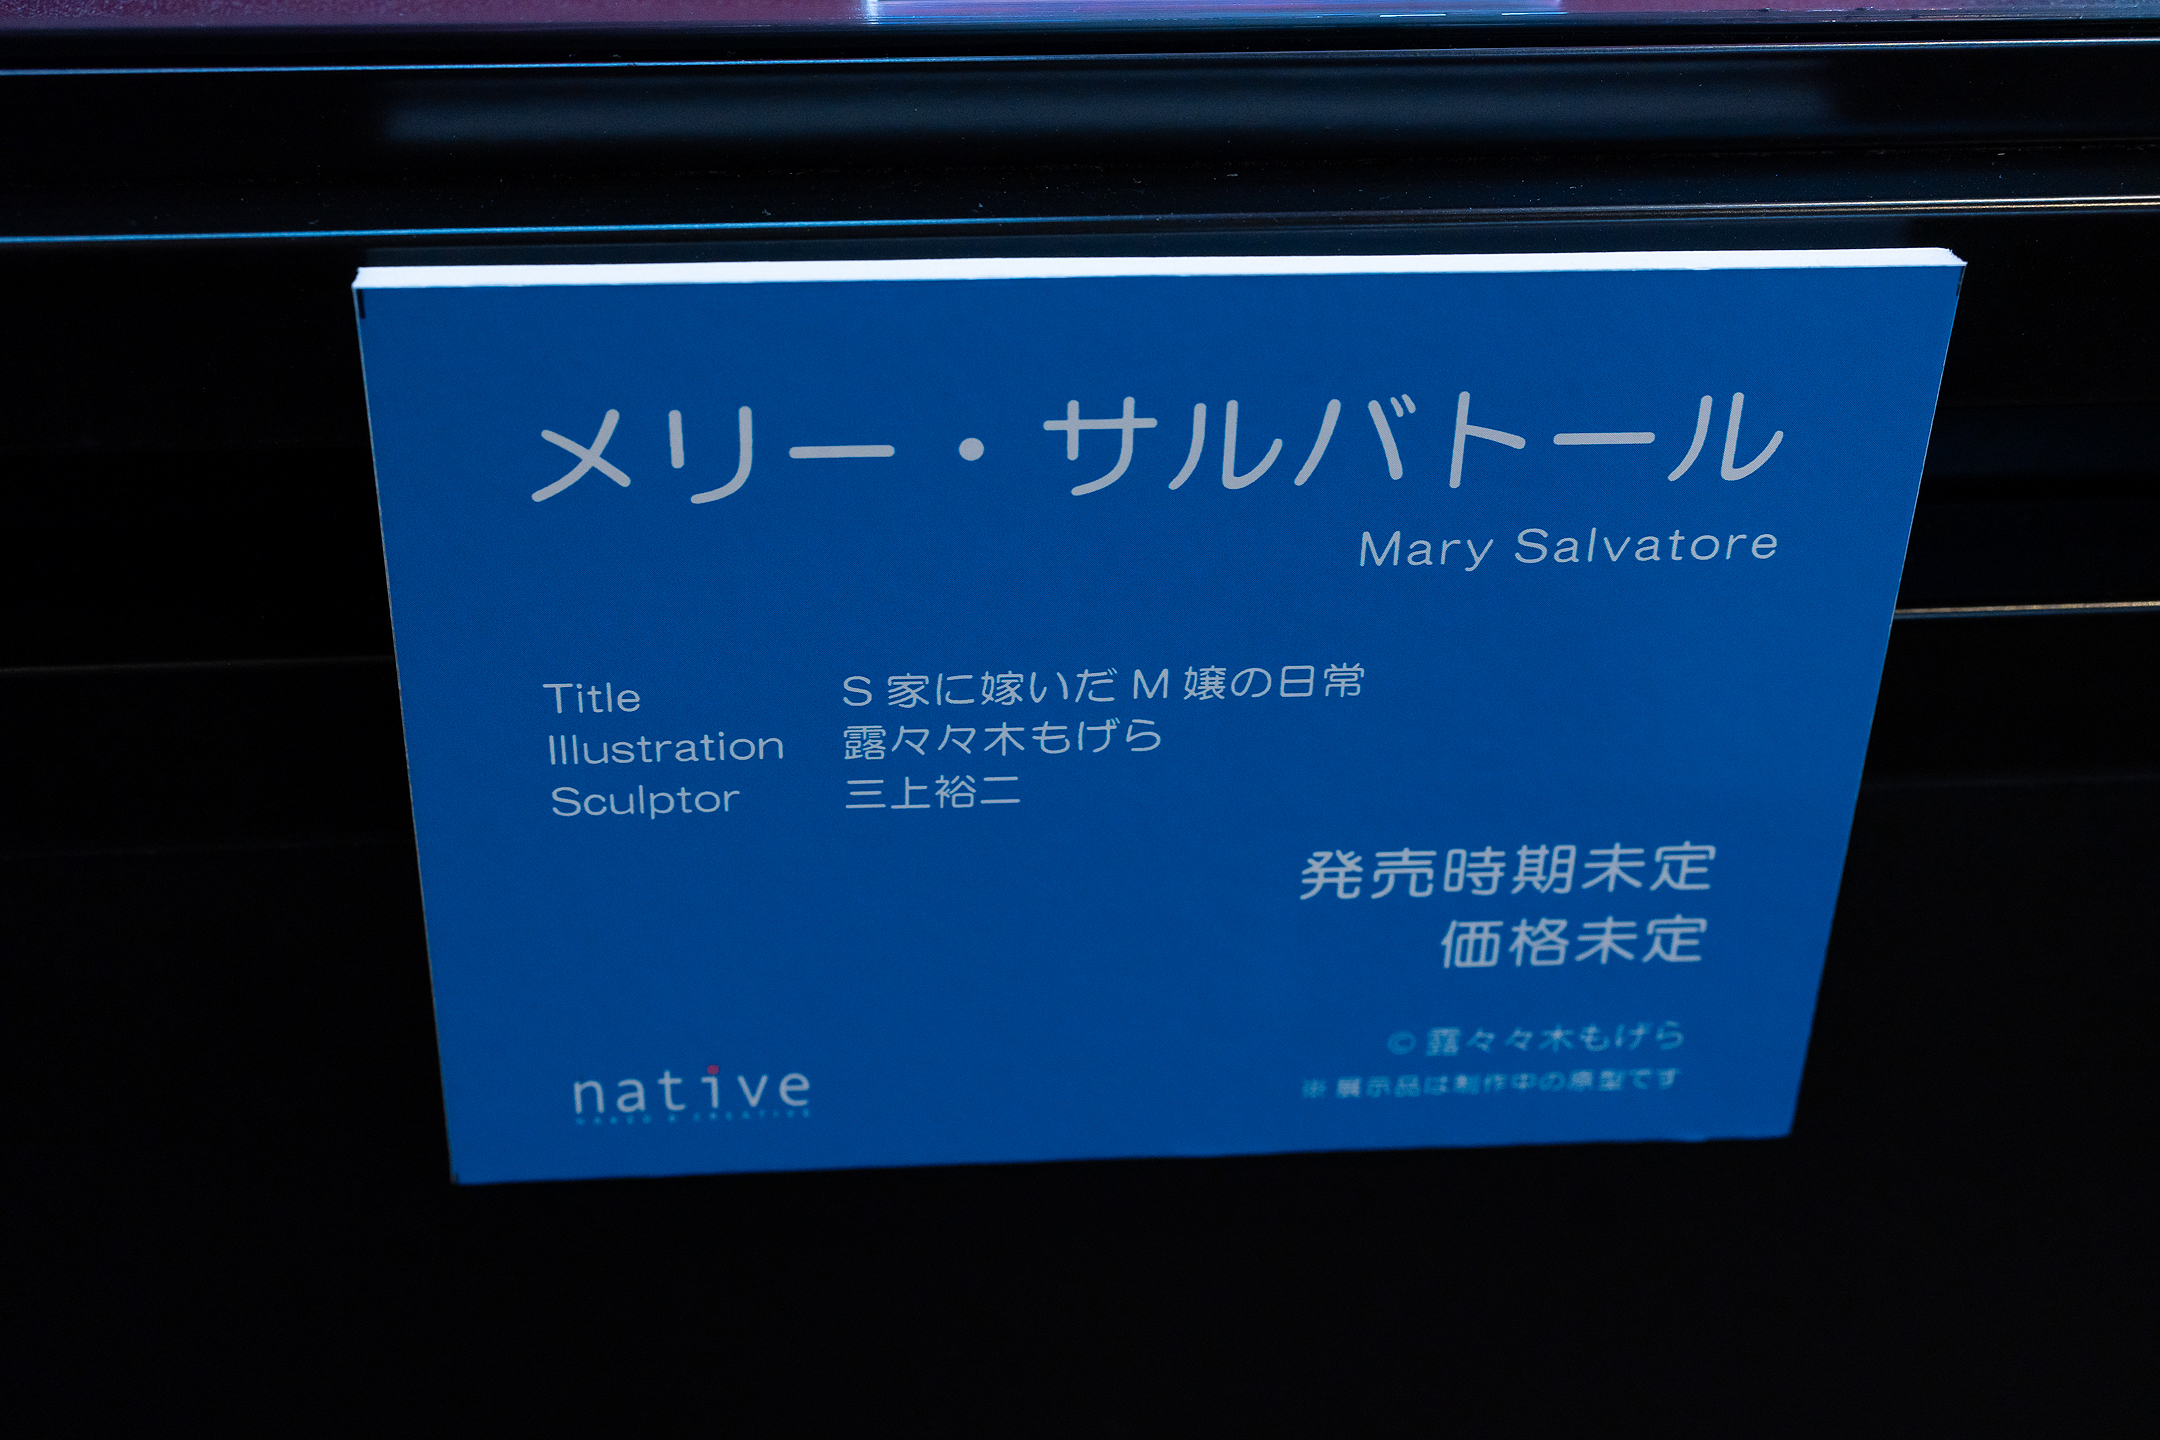 メリー・サルバトール
Mary Salvatore
Title S 家に嫁いだ M 嬢の日常
Illustration 露々々木もげら
Sculptor 三上裕二
発売時期未定
価格未定
© 露々々木もげら
※ 展示品は制作中の原型です
native